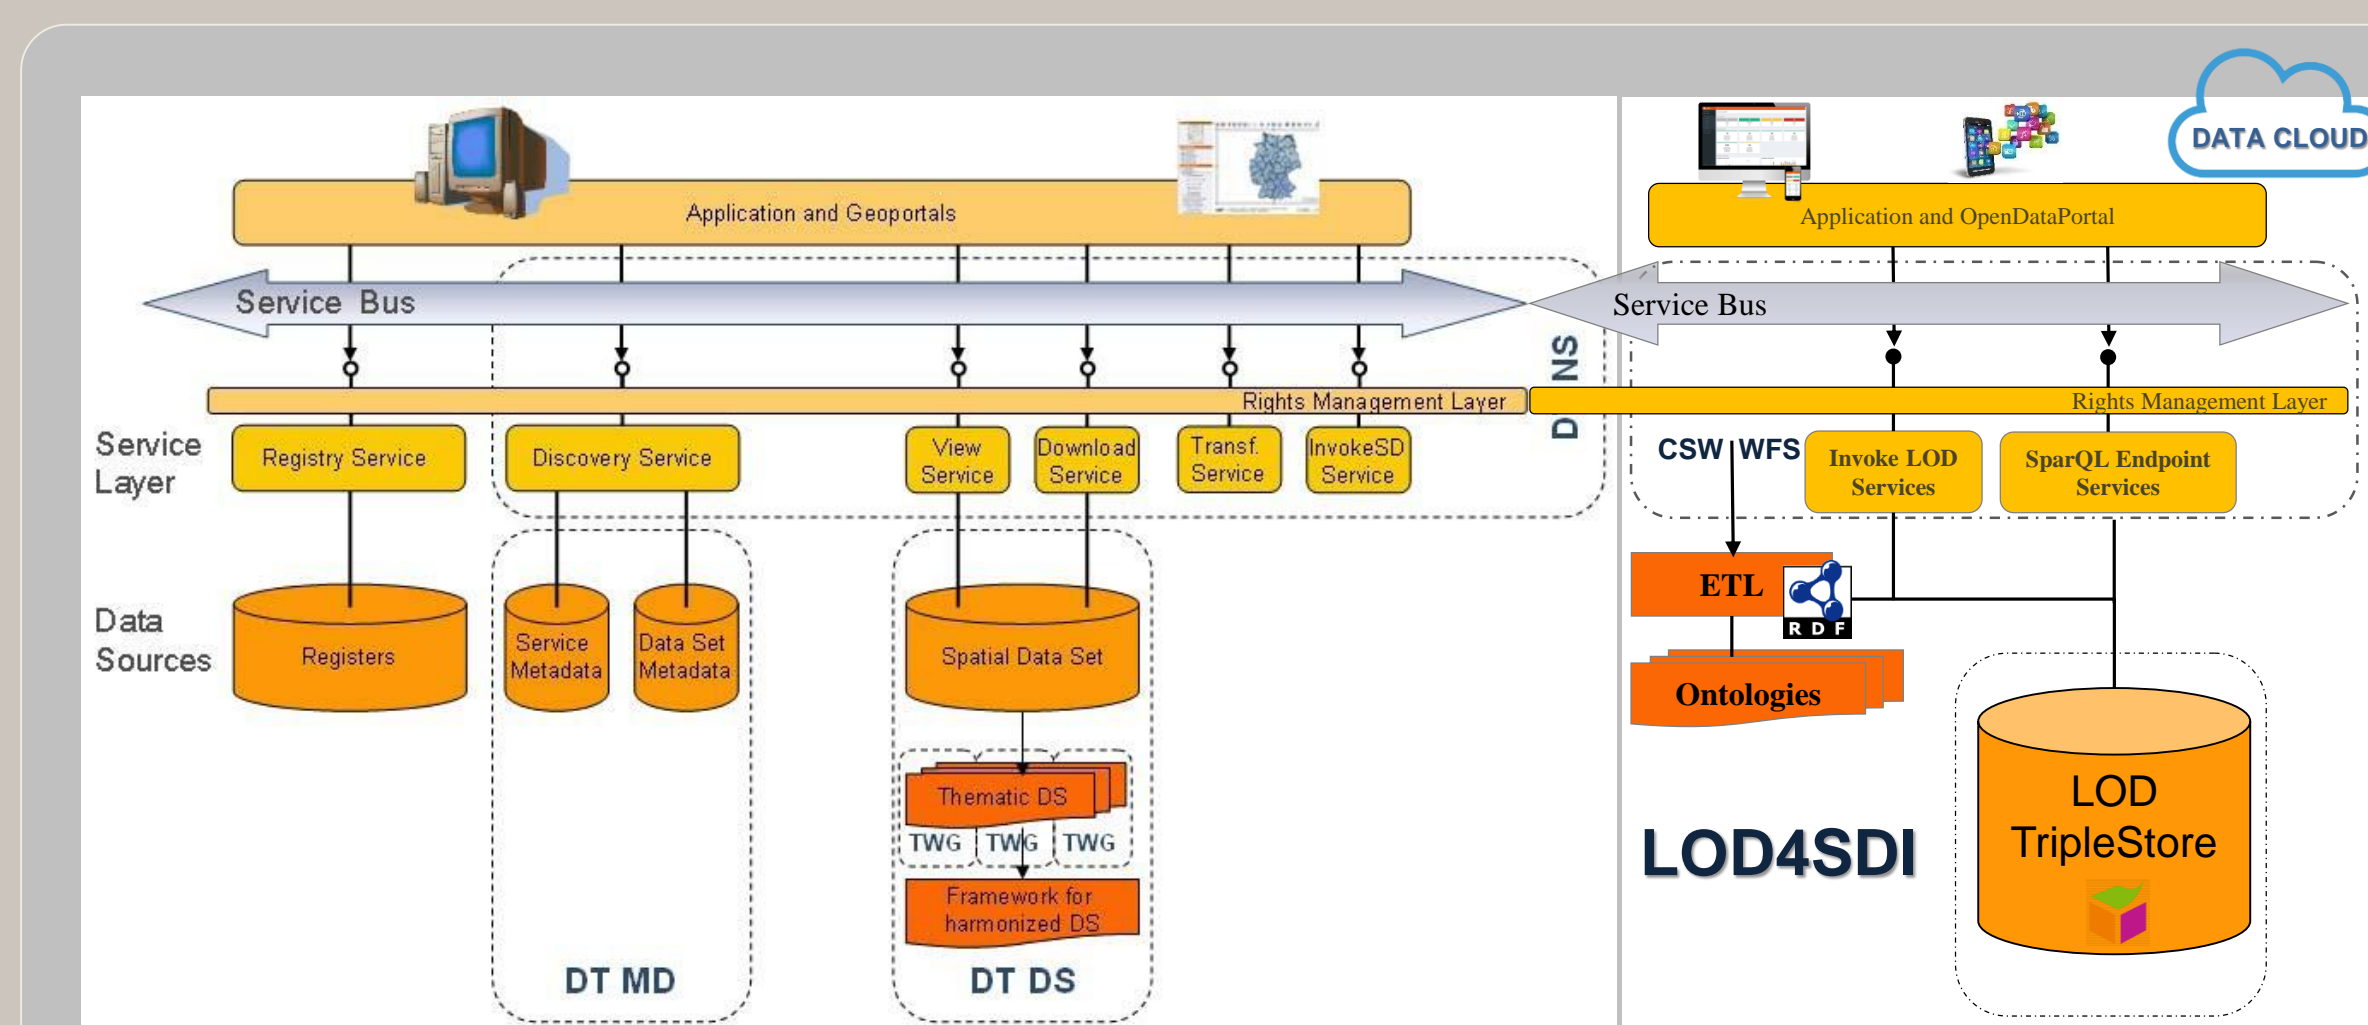 DATA CLOUD
Application and Geoportals
Application and OpenDataPortal
Service Bus
Service Bus
NS
D
Rights Management Layer
Rights Management Layer
Service
Layer
Registry Service
Discovery Service
View
Service
Download
Service
Transf.
Service
InvokeSD
Service
CSW
WFS
Invoke LOD
Services
SparQL Endpoint
Services
Data
Sources
Registers
Service
Metadata
Data Set
Metadata
Spatial Data Set
ETL
RDF
Ontologies
Thematic DS
TWG
TWG
TWG
Framework for
harmonized DS
DT MD
DT DS
LOD4SDI
LOD
TripleStore